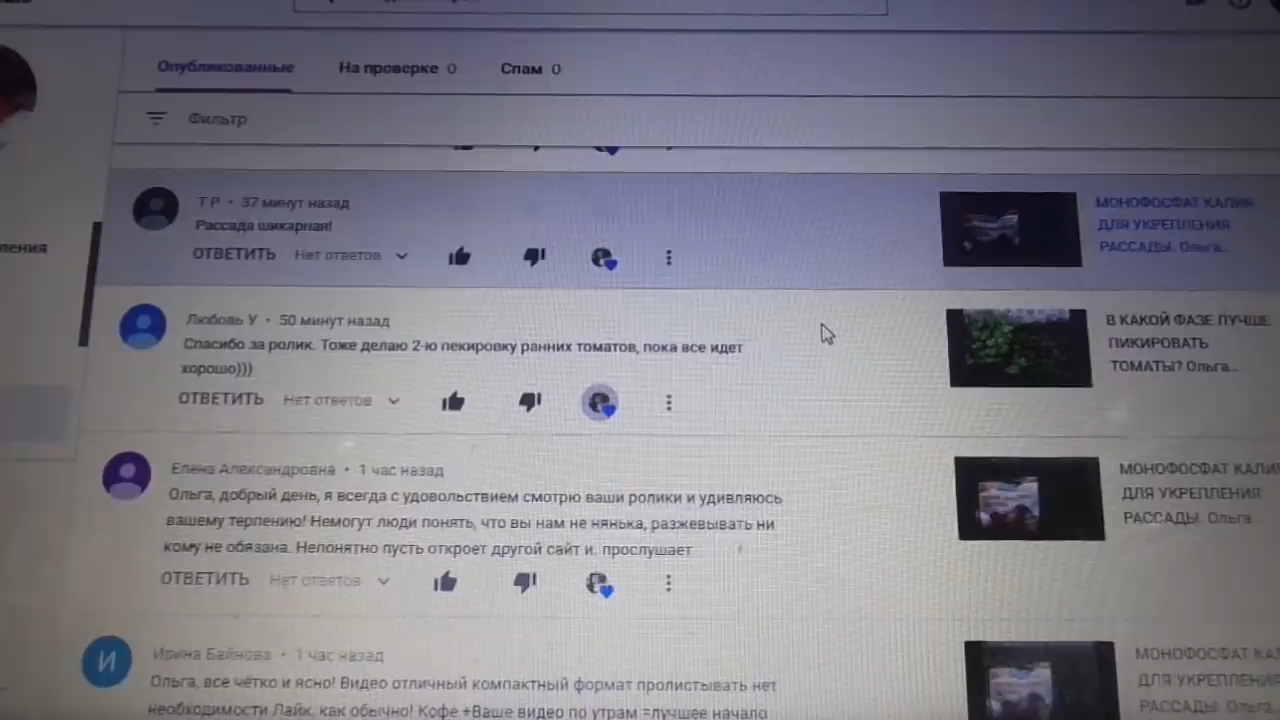 Опубликованные
На проверке 0
Спам 0
Фильтр
Т Р • 37 минут назад
Рассада шикарная!
ОТВЕТИТЬ Нет ответов
МОНОФОСФАТ КАЛИЯ
ДЛЯ УКРЕПЛЕНИЯ
РАССАДЫ. Ольга...
ления
Любовь У • 50 минут назад
Спасибо за ролик. Тоже делаю 2-ю пекировку ранних томатов, пока все идет
хорошо)))
ОТВЕТИТЬ Нет ответов
В КАКОЙ ФАЗЕ ЛУЧШЕ
ПИКИРОВАТЬ
ТОМАТЫ? Ольга...
Елена Александровна • 1 час назад
Ольга, добрый день, я всегда с удовольствием смотрю ваши ролики и удивляюсь
вашему терпению! Немогут люди понять, что вы нам не нянька, разжевывать ни
кому не обязана. Непонятно пусть откроет другой сайт и. прослушает
ОТВЕТИТЬ Нет ответов
МОНОФОСФАТ КАЛИ
ДЛЯ УКРЕПЛЕНИЯ
РАССАДЫ. Ольга...
И
Ирина Байнова • 1 час назад
Ольга, все чётко и ясно! Видео отличный компактный формат пролистывать нет
необходимости Лайк, как обычно! Кофе +Ваше видео по утрам =лучшее начало
МОНОФОСФАТ КА
ДЛЯ УКРЕПЛЕНИ
РАССАДЫ. Ольга